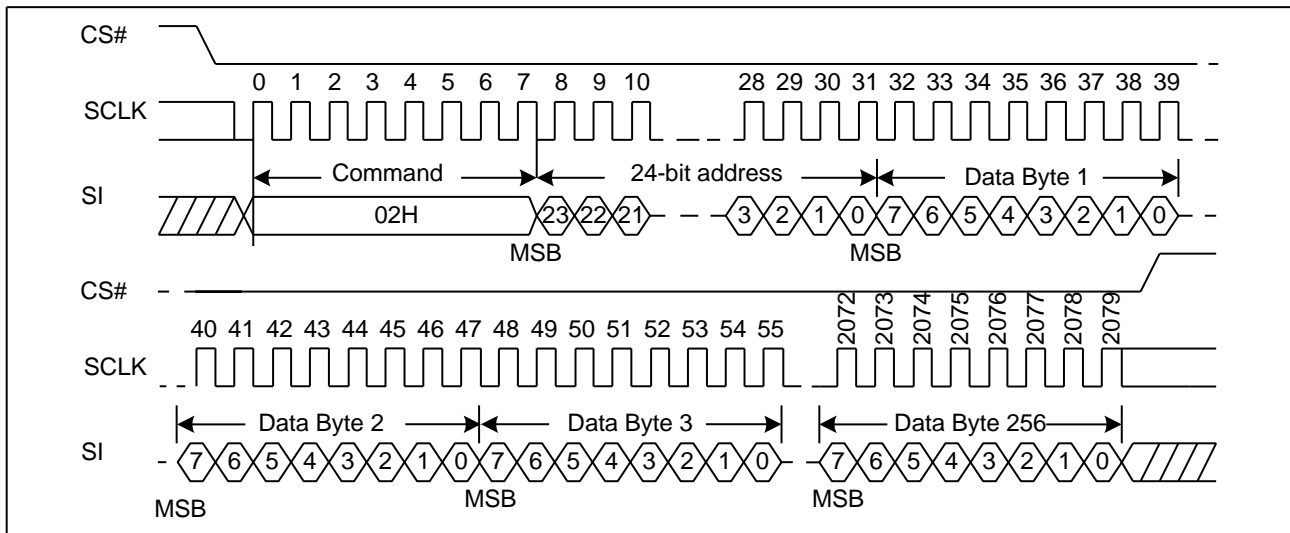 CS#
0 1 2 3 4 5 6 7 8 9 10 28 29 30 31 32 33 34 35 36 37 38 39
SCLK
Command 24-bit address Data Byte 1
SI
02H 23 22 21 3 2 1 0 7 6 5 4 3 2 1 0
MSB MSB
CS#
40 41 42 43 44 45 46 47 48 49 50 51 52 53 54 55 2072 2073 2074 2075 2076 2077 2078 2079
SCLK
Data Byte 2 Data Byte 3 Data Byte 256
SI
7 6 5 4 3 2 1 0 7 6 5 4 3 2 1 0 7 6 5 4 3 2 1 0
MSB MSB MSB